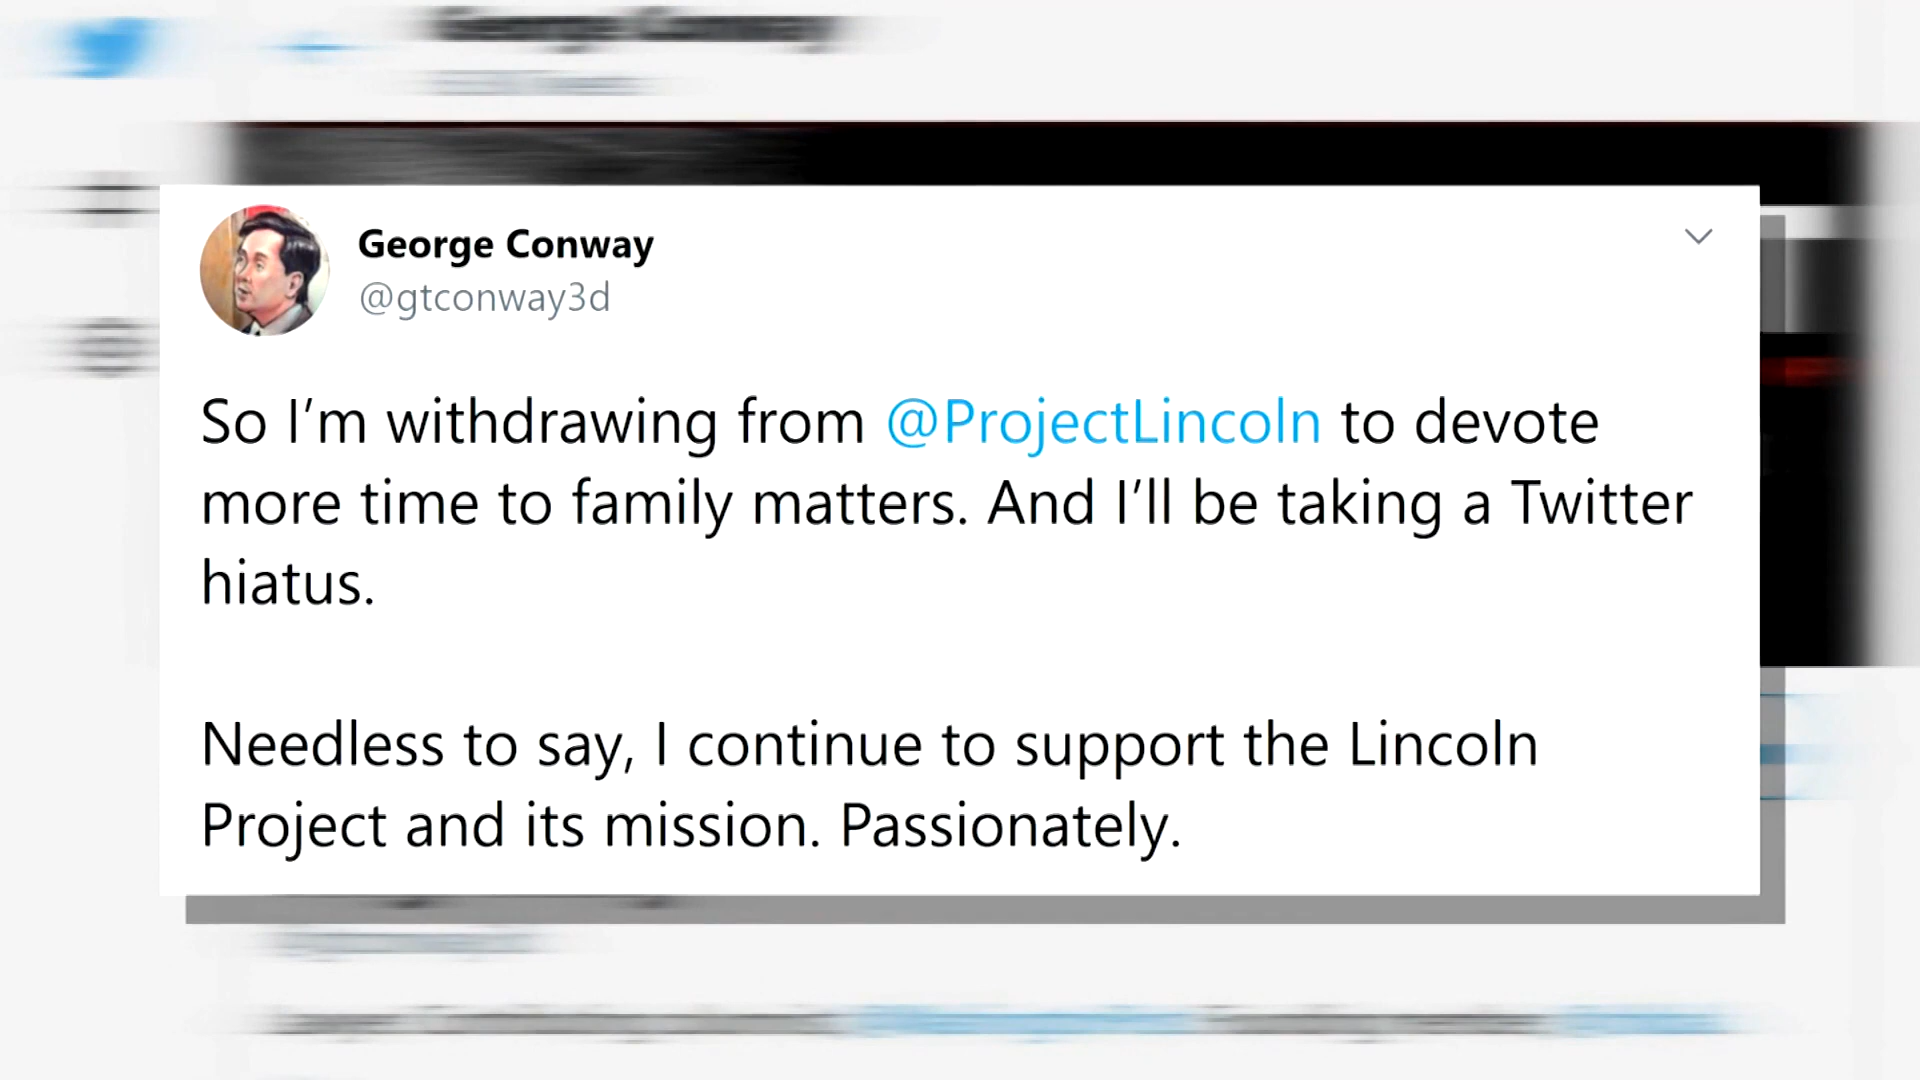 George Conway
@gtconway3d
So I’m withdrawing from @ProjectLincoln to devote
more time to family matters. And I’ll be taking a Twitter
hiatus.
Needless to say, I continue to support the Lincoln
Project and its mission. Passionately.